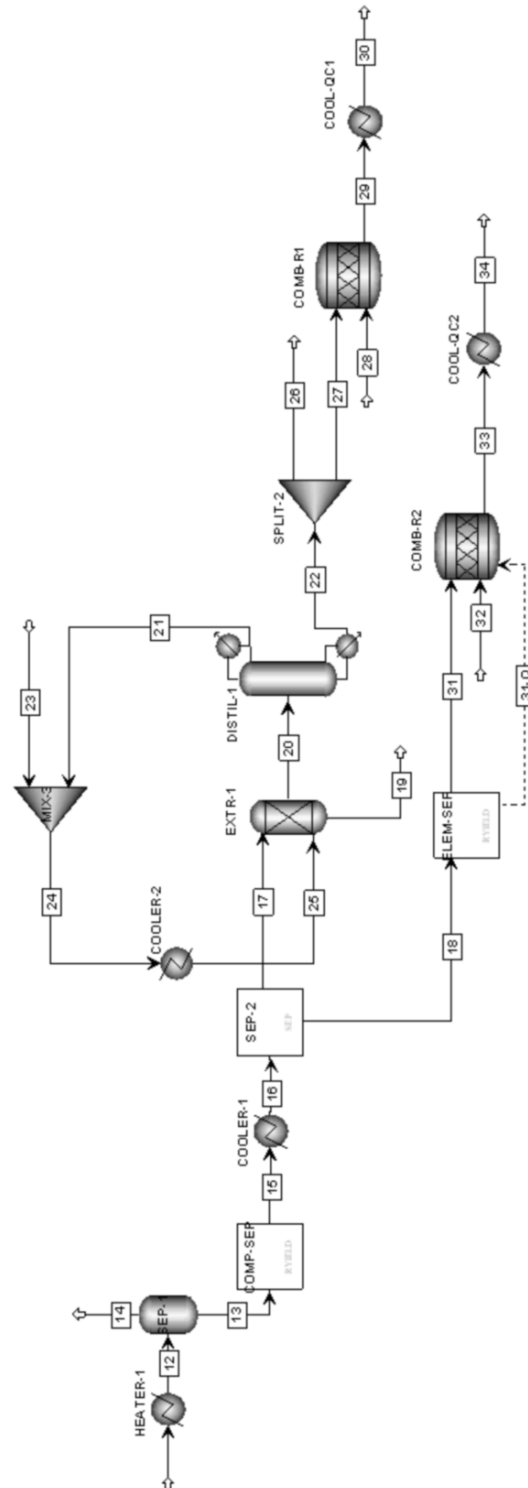 HEATER-1
12
SEP-1
14
13
COMP-SEP
RYIELD
15
COOLER-1
16
SEP-2
SEP
17
18
COOLER-2
24
MIX-3
23
21
25
EXTR-1
19
20
DISTIL-1
22
SPLIT-2
26
27
28
COMB-R1
29
COOL-QC1
30
ELEM-SEP
RYIELD
31
31-Q
32
COMB-R2
33
COOL-QC2
34